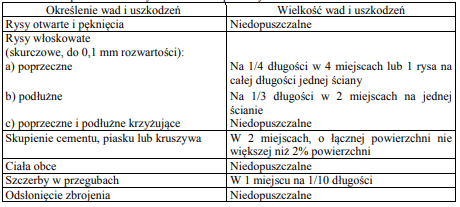 Określenie wad i uszkodzeń
Wielkość wad i uszkodzeń
Rysy otwarte i pęknięcia
Niedopuszczalne
Rysy włoskowate
(skurczowe, do 0,1 mm rozwartości):
a) poprzeczne
Na 1/4 długości w 4 miejscach lub 1 rysa na
całej długości jednej ściany
b) podłużne
Na 1/3 długości w 2 miejscach na jednej
ścianie
c) poprzeczne i podłużne krzyżujące
Niedopuszczalne
Skupienie cementu, piasku lub kruszywa
W 2 miejscach, o łącznej powierzchni nie
większej niż 2% powierzchni
Ciała obce
Niedopuszczalne
Szczerby w przegubach
W 1 miejscu na 1/10 długości
Odsłonięcie zbrojenia
Niedopuszczalne